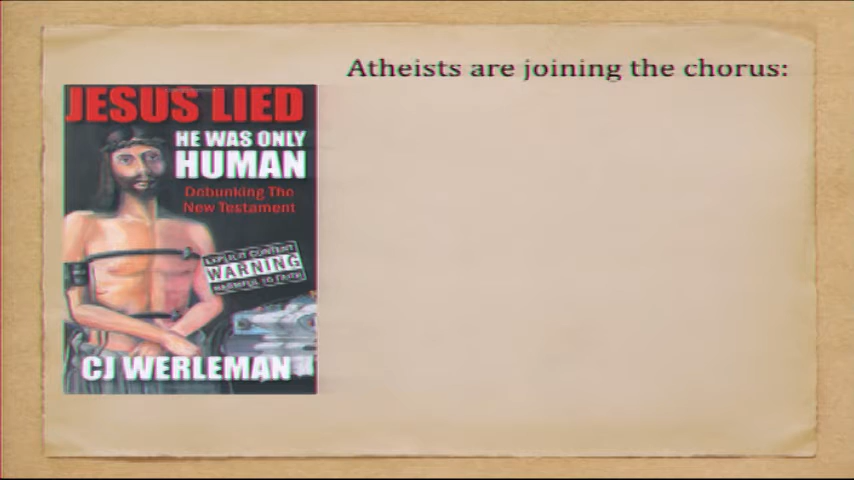 Atheists are joining the chorus:
JESUS LIED
HE WAS ONLY
HUMAN
Debunking The
New Testament
EXPLICIT CONTENT
WARNING
HARMFUL TO FAITH
CJ WERLEMAN